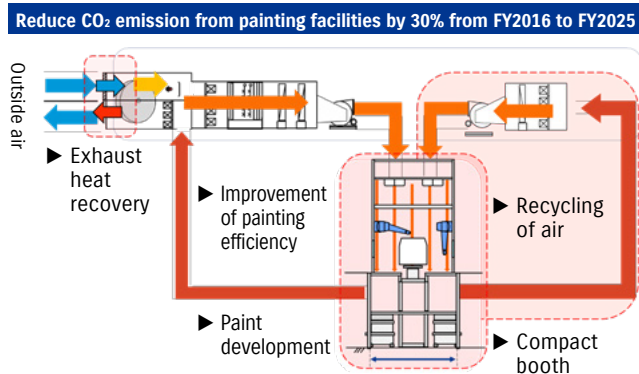 Reduce CO₂ emission from painting facilities by 30% from FY2016 to FY2025
Outside air
▶ Exhaust
heat
recovery
▶ Improvement
of painting
efficiency
▶ Recycling
of air
▶ Paint
development
▶ Compact
booth